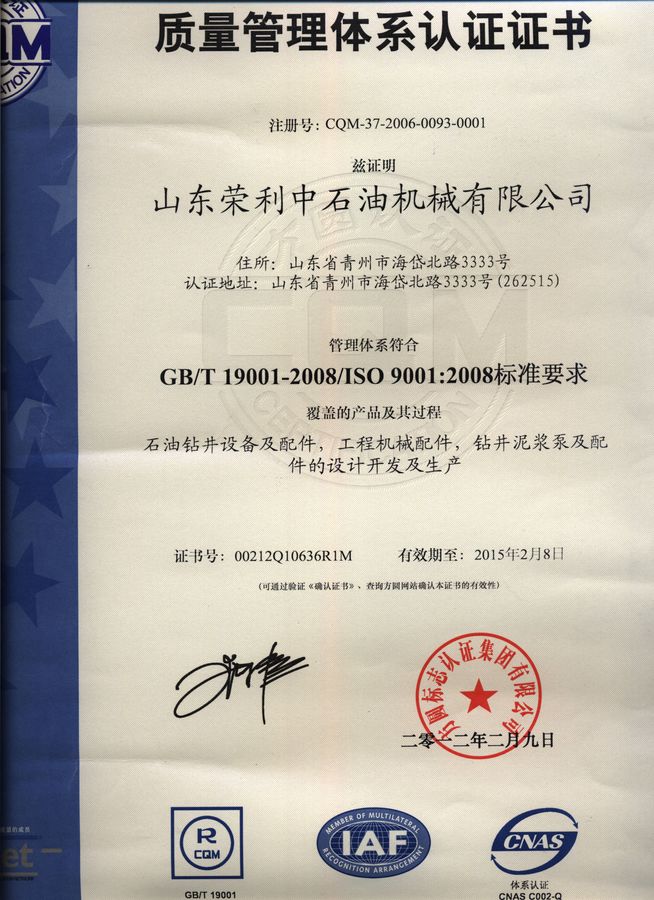 质量管理体系认证证书
注册号：CQM-37-2006-0093-0001
兹证明
山东荣利中石油机械有限公司
住所：山东省青州市海岱北路3333号
认证地址：山东省青州市海岱北路3333号(262515)
管理体系符合
GB/T 19001-2008/ISO 9001:2008标准要求
覆盖的产品及其过程
石油钻井设备及配件，工程机械配件，钻井泥浆泵及配
件的设计开发及生产
证书号：00212Q10636R1M 有效期至：2015年2月8日
(可通过验证《确认证书》、查询方圆网站确认本证书的有效性)
方圆标志认证集团有限公司
二零一二年二月九日
R
CQM
GB/T 19001
MEMBER OF MULTILATERAL
IAF
RECOGNITION ARRANGEMENT
CNAS
体系认证
CNAS C002-Q